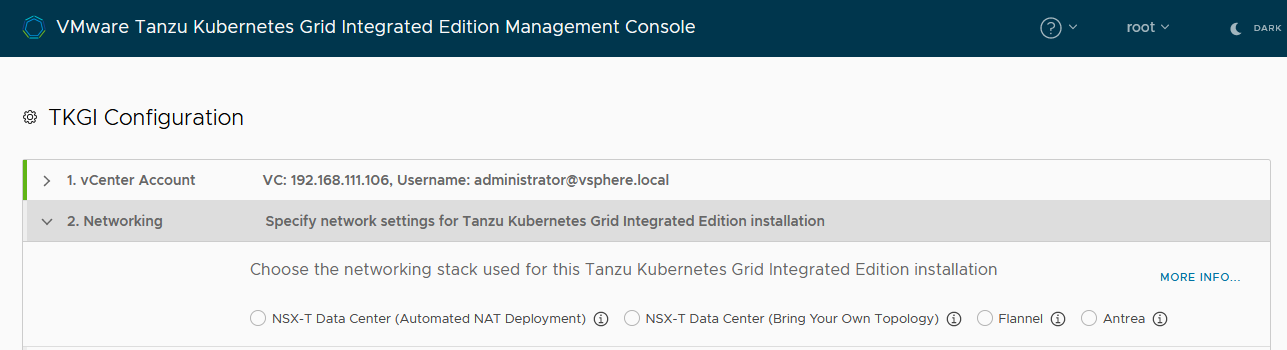 VMware Tanzu Kubernetes Grid Integrated Edition Management Console
root
DARK
TKGI Configuration
1. vCenter Account VC: 192.168.111.106, Username: administrator@vsphere.local
2. Networking Specify network settings for Tanzu Kubernetes Grid Integrated Edition installation
Choose the networking stack used for this Tanzu Kubernetes Grid Integrated Edition installation
MORE INFO...
NSX-T Data Center (Automated NAT Deployment) NSX-T Data Center (Bring Your Own Topology) Flannel Antrea